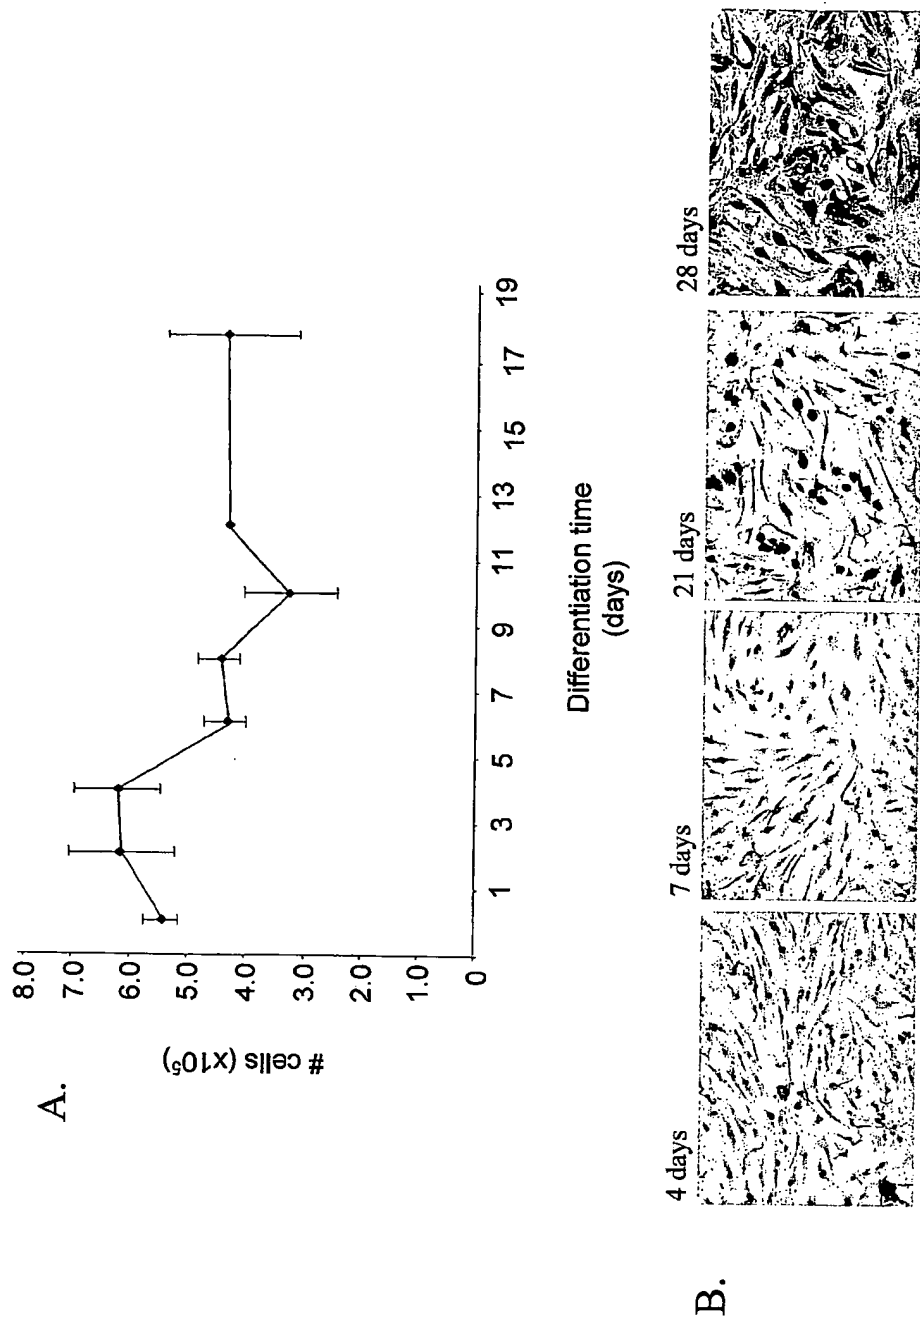 A.
# cells (x10⁵)
8.0
7.0
6.0
5.0
4.0
3.0
2.0
1.0
0
1 3 5 7 9 11 13 15 17 19
Differentiation time
(days)
B.
4 days 7 days 21 days 28 days